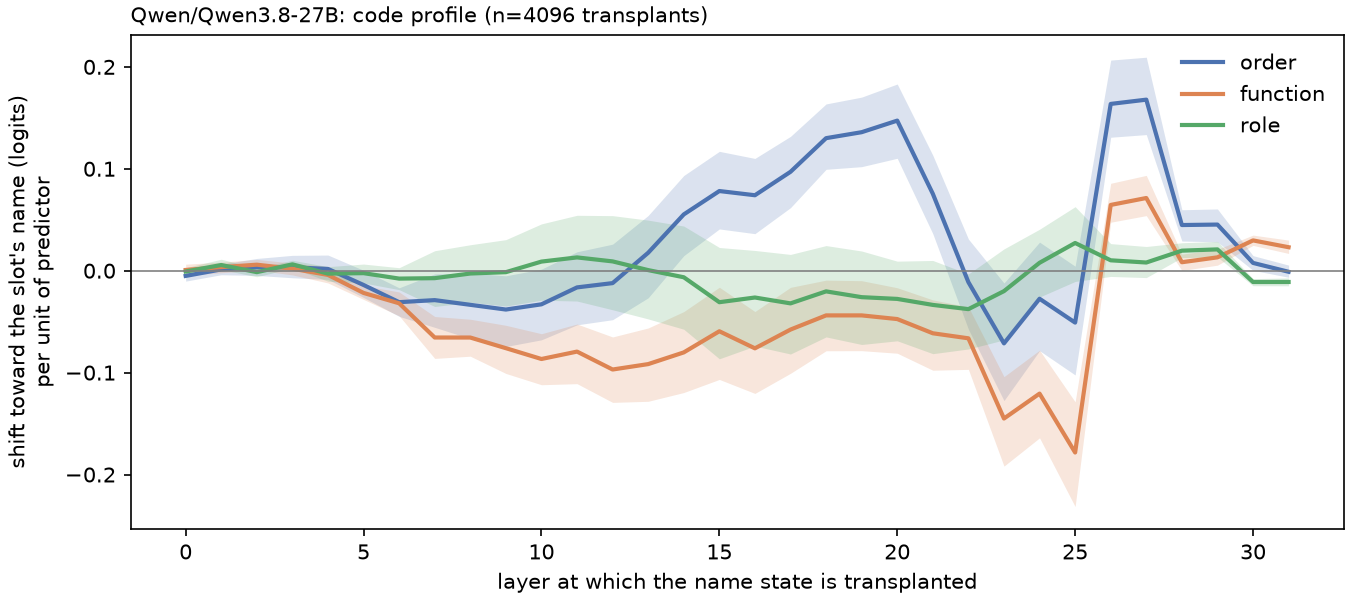 Qwen/Qwen3.8-27B: code profile (n=4096 transplants)
shift toward the slot's name (logits)
per unit of predictor
0.2
0.1
0.0
−0.1
−0.2
order
function
role
0 5 10 15 20 25 30
layer at which the name state is transplanted